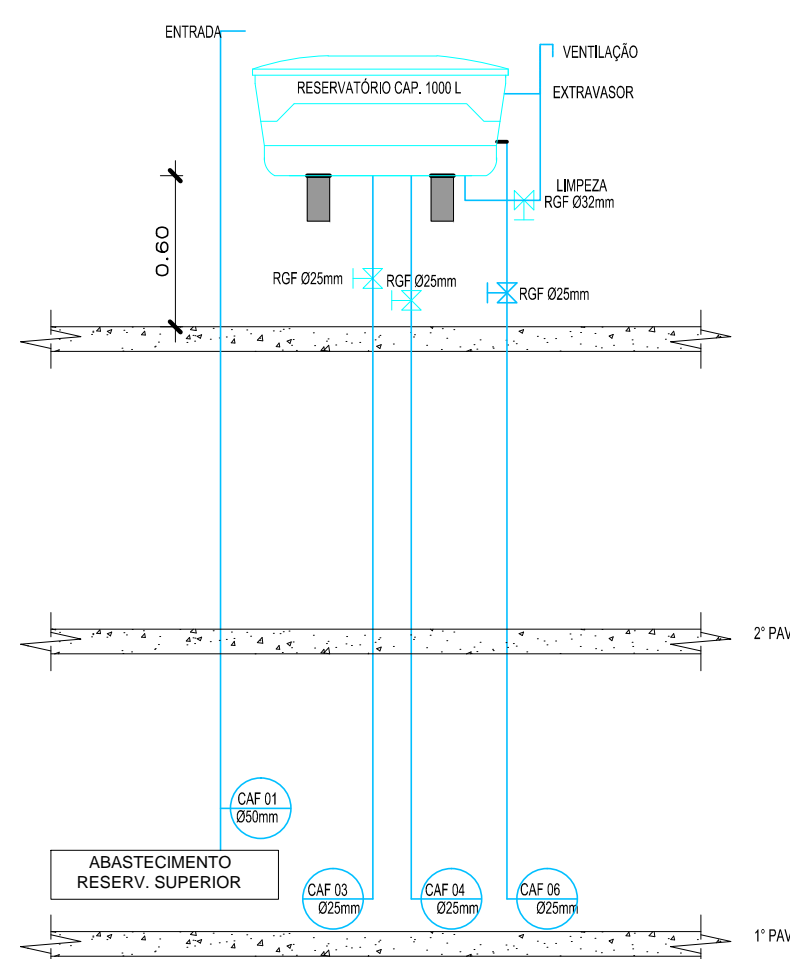 ENTRADA
VENTILAÇÃO
RESERVATÓRIO CAP. 1000 L
EXTRAVASOR
LIMPEZA
RGF Ø32mm
0.60
RGF Ø25mm
RGF Ø25mm
RGF Ø25mm
2° PAV
CAF 01
Ø50mm
ABASTECIMENTO
RESERV. SUPERIOR
CAF 03
Ø25mm
CAF 04
Ø25mm
CAF 06
Ø25mm
1° PAV